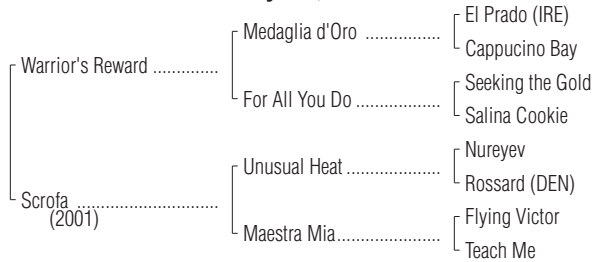 El Prado (IRE)
Medaglia d'Oro ................
Cappucino Bay
Warrior's Reward ..............
Seeking the Gold
For All You Do ..................
Salina Cookie
Nureyev
Unusual Heat ....................
Rossard (DEN)
Scrofa ..............................
(2001)
Flying Victor
Maestra Mia ......................
Teach Me